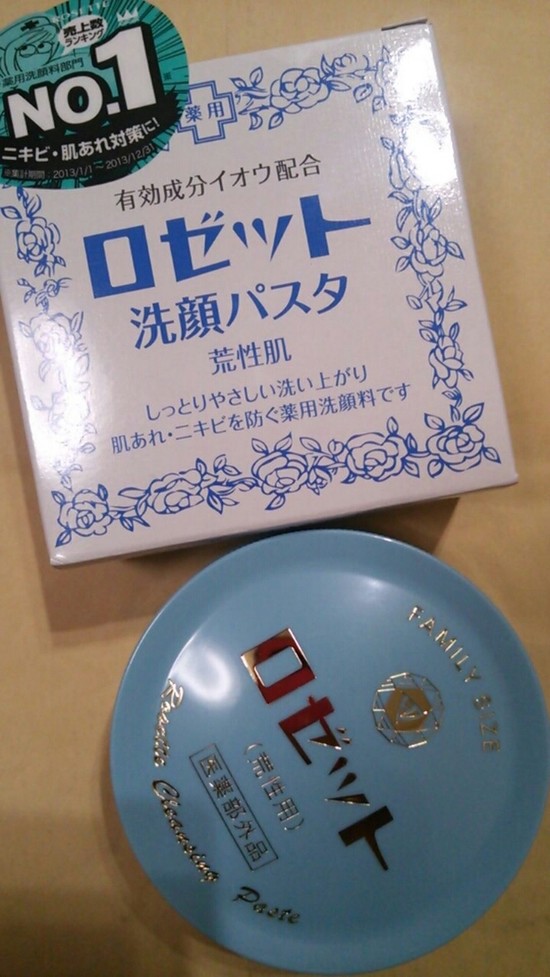 売上数
ランキング
薬用洗顔料部門
NO.1
ニキビ・肌あれ対策に!
※集計期間:2013/1/1~2013/12/31
薬用
有効成分イオウ配合
ロゼット
洗顔パスタ
荒性肌
しっとりやさしい洗い上がり
肌あれ・ニキビを防ぐ薬用洗顔料です
FAMILY SIZE
ロゼット
(荒性用)
医薬部外品
Rosette Cleansing Paste